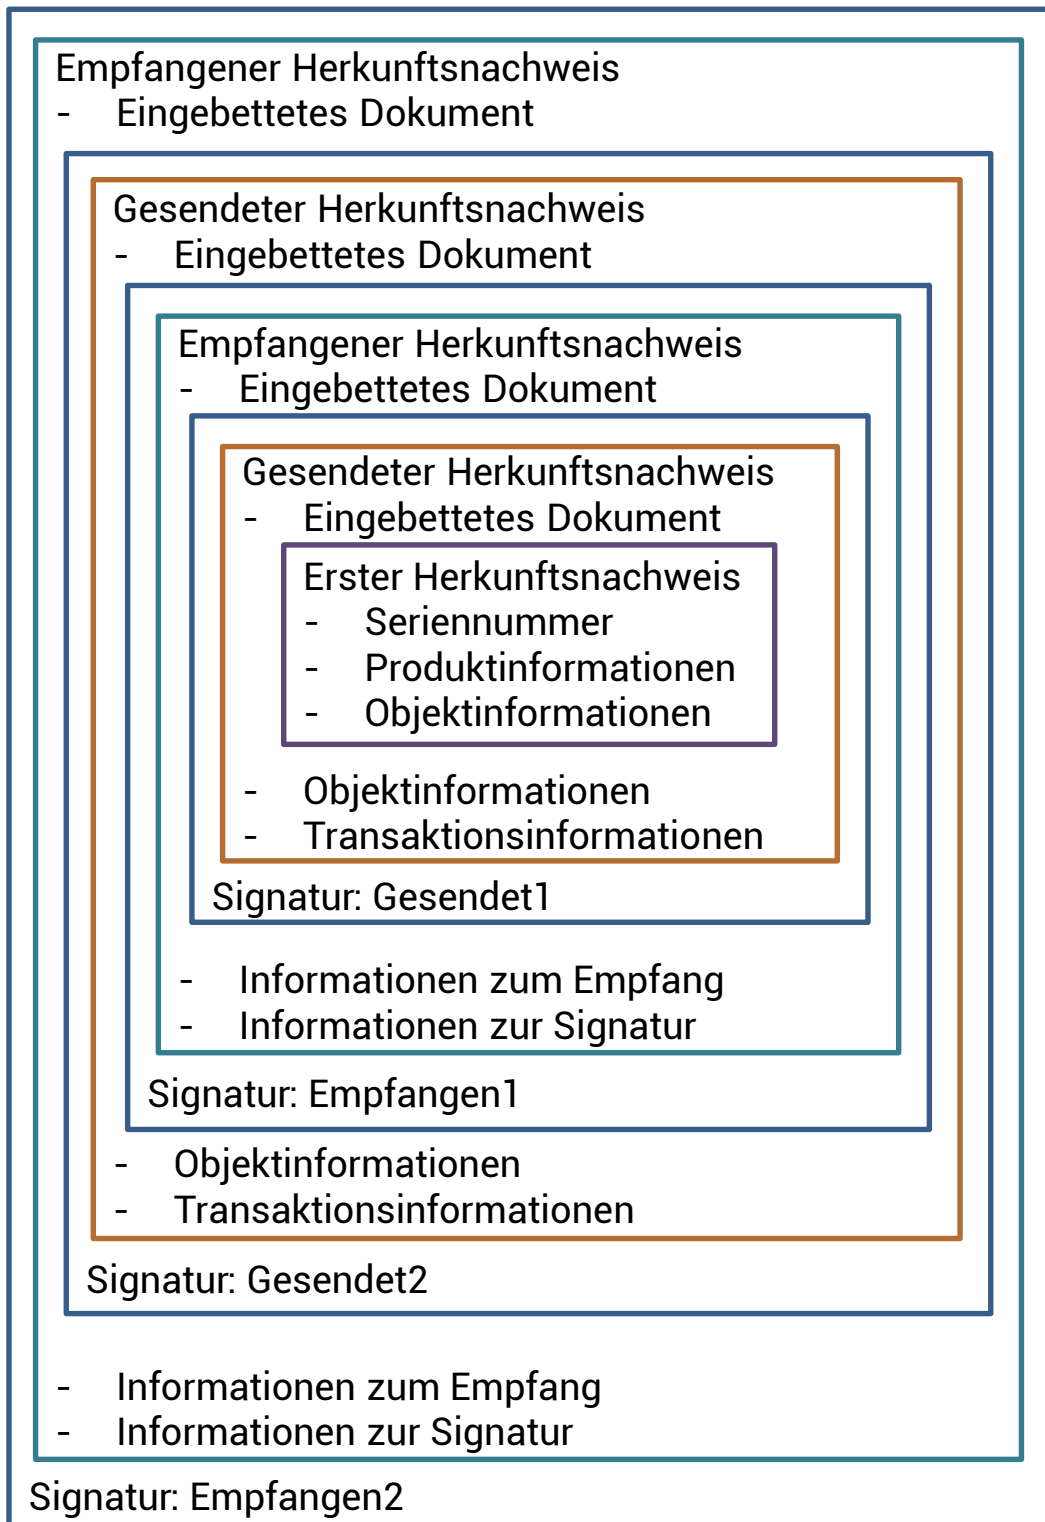 Empfangener Herkunftsnachweis
- Eingebettetes Dokument
Gesendeter Herkunftsnachweis
- Eingebettetes Dokument
Empfangener Herkunftsnachweis
- Eingebettetes Dokument
Gesendeter Herkunftsnachweis
- Eingebettetes Dokument
Erster Herkunftsnachweis
- Seriennummer
- Produktinformationen
- Objektinformationen
- Objektinformationen
- Transaktionsinformationen
Signatur: Gesendet1
- Informationen zum Empfang
- Informationen zur Signatur
Signatur: Empfangen1
- Objektinformationen
- Transaktionsinformationen
Signatur: Gesendet2
- Informationen zum Empfang
- Informationen zur Signatur
Signatur: Empfangen2